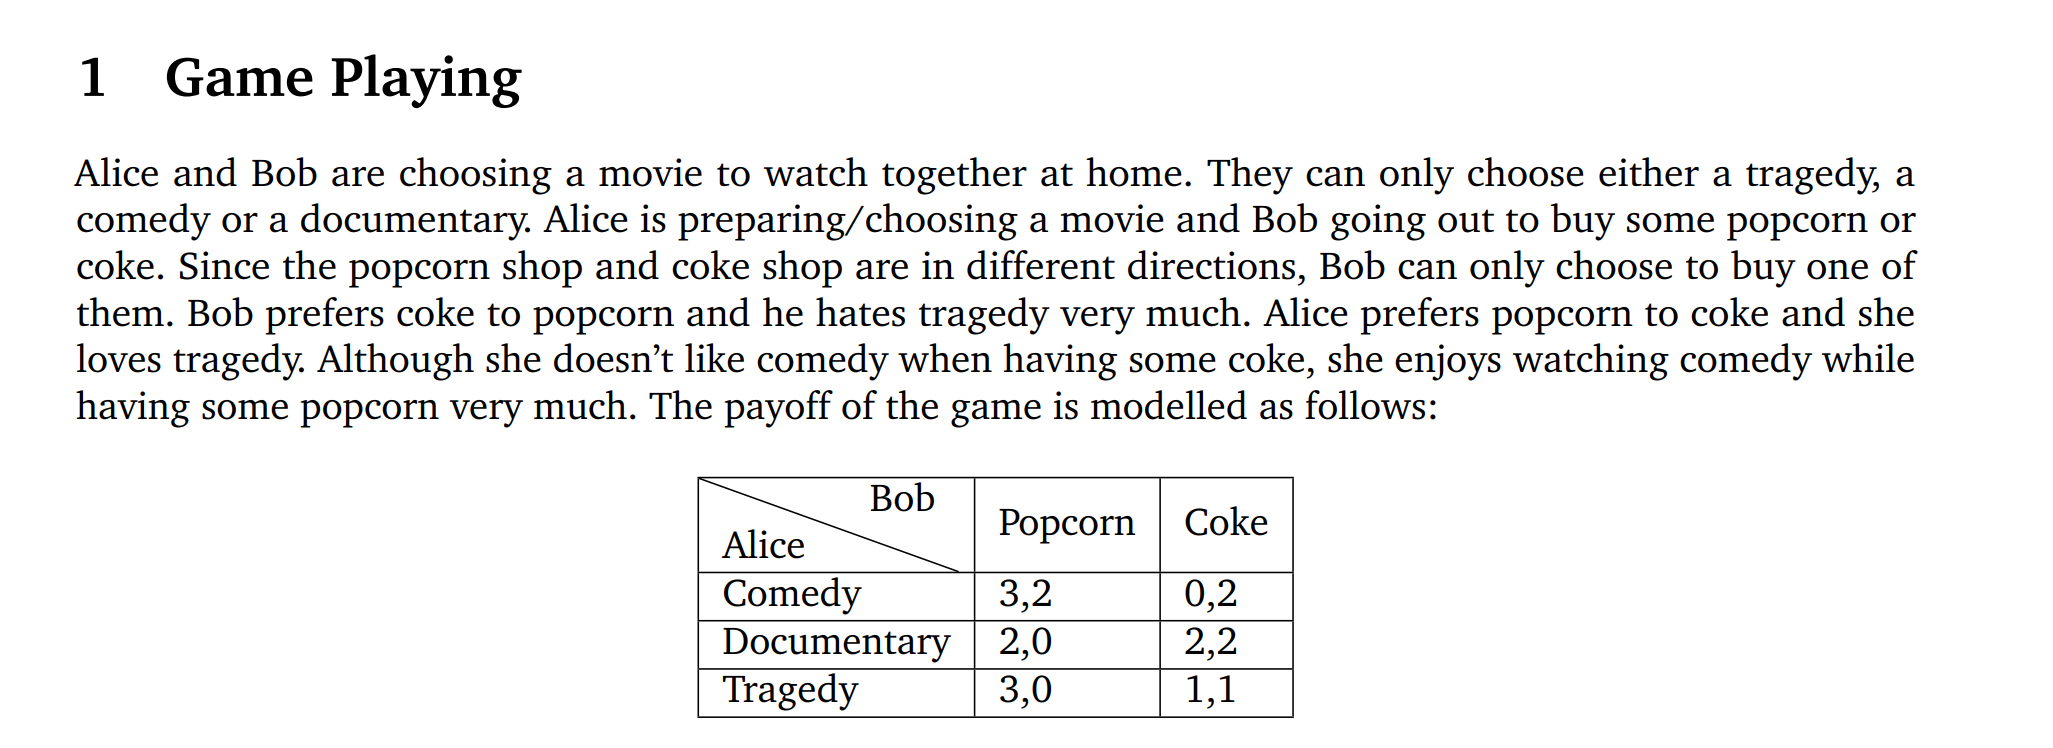 1 Game Playing
Alice and Bob are choosing a movie to watch together at home. They can only choose either a tragedy, a
comedy or a documentary. Alice is preparing/choosing a movie and Bob going out to buy some popcorn or
coke. Since the popcorn shop and coke shop are in different directions, Bob can only choose to buy one of
them. Bob prefers coke to popcorn and he hates tragedy very much. Alice prefers popcorn to coke and she
loves tragedy. Although she doesn’t like comedy when having some coke, she enjoys watching comedy while
having some popcorn very much. The payoff of the game is modelled as follows:
Bob
Alice
Popcorn Coke
Comedy 3,2 0,2
Documentary 2,0 2,2
Tragedy 3,0 1,1